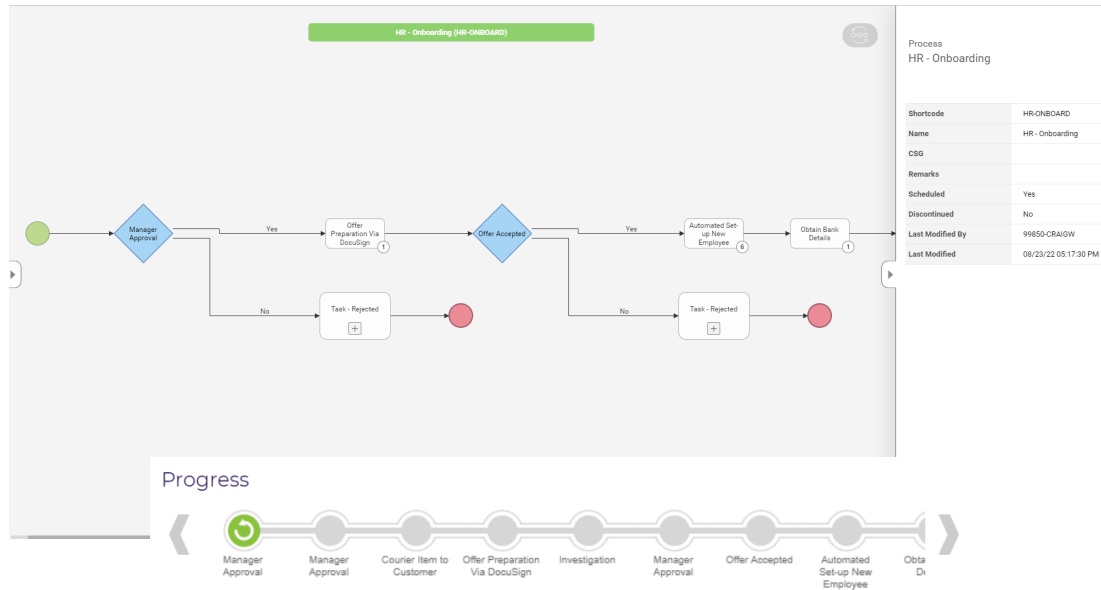 HR - Onboarding (HR-ONBOARD)
Manager
Approval
Yes
No
Offer
Preparation Via
DocuSign
1
Task - Rejected
Offer Accepted
Yes
No
Automated Set-
up New
Employee
6
Obtain Bank
Details
1
Task - Rejected
Process
HR - Onboarding
Shortcode HR-ONBOARD
Name HR - Onboarding
CSG
Remarks
Scheduled Yes
Discontinued No
Last Modified By 99850-CRAIGW
Last Modified 08/23/22 05:17:30 PM
Progress
Manager
Approval
Manager
Approval
Courier Item to
Customer
Offer Preparation
Via DocuSign
Investigation
Manager
Approval
Offer Accepted
Automated
Set-up New
Employee
Obta